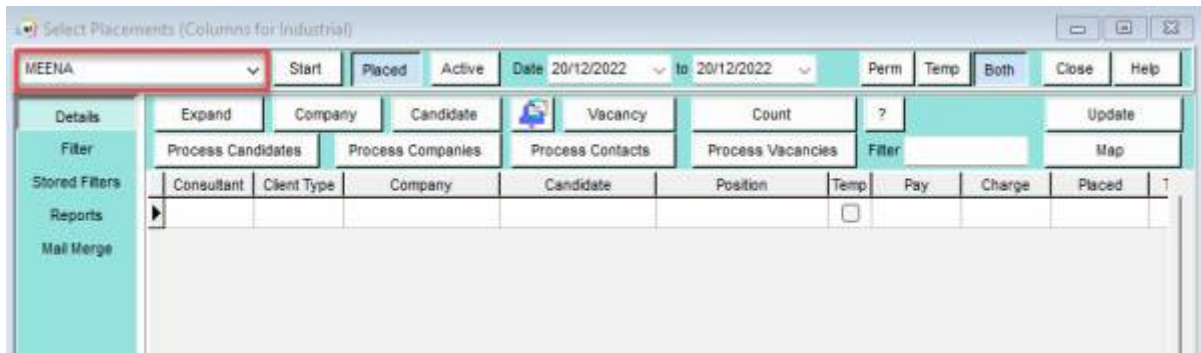 Select Placements (Columns for Industrial)
MEENA Start Placed Active Date 20/12/2022 to 20/12/2022 Perm Temp Both Close Help
Details Expand Company Candidate Vacancy Count ? Update
Filter Process Candidates Process Companies Process Contacts Process Vacancies Filter Map
Stored Filters Consultant Client Type Company Candidate Position Temp Pay Charge Placed T
Reports
Mail Merge